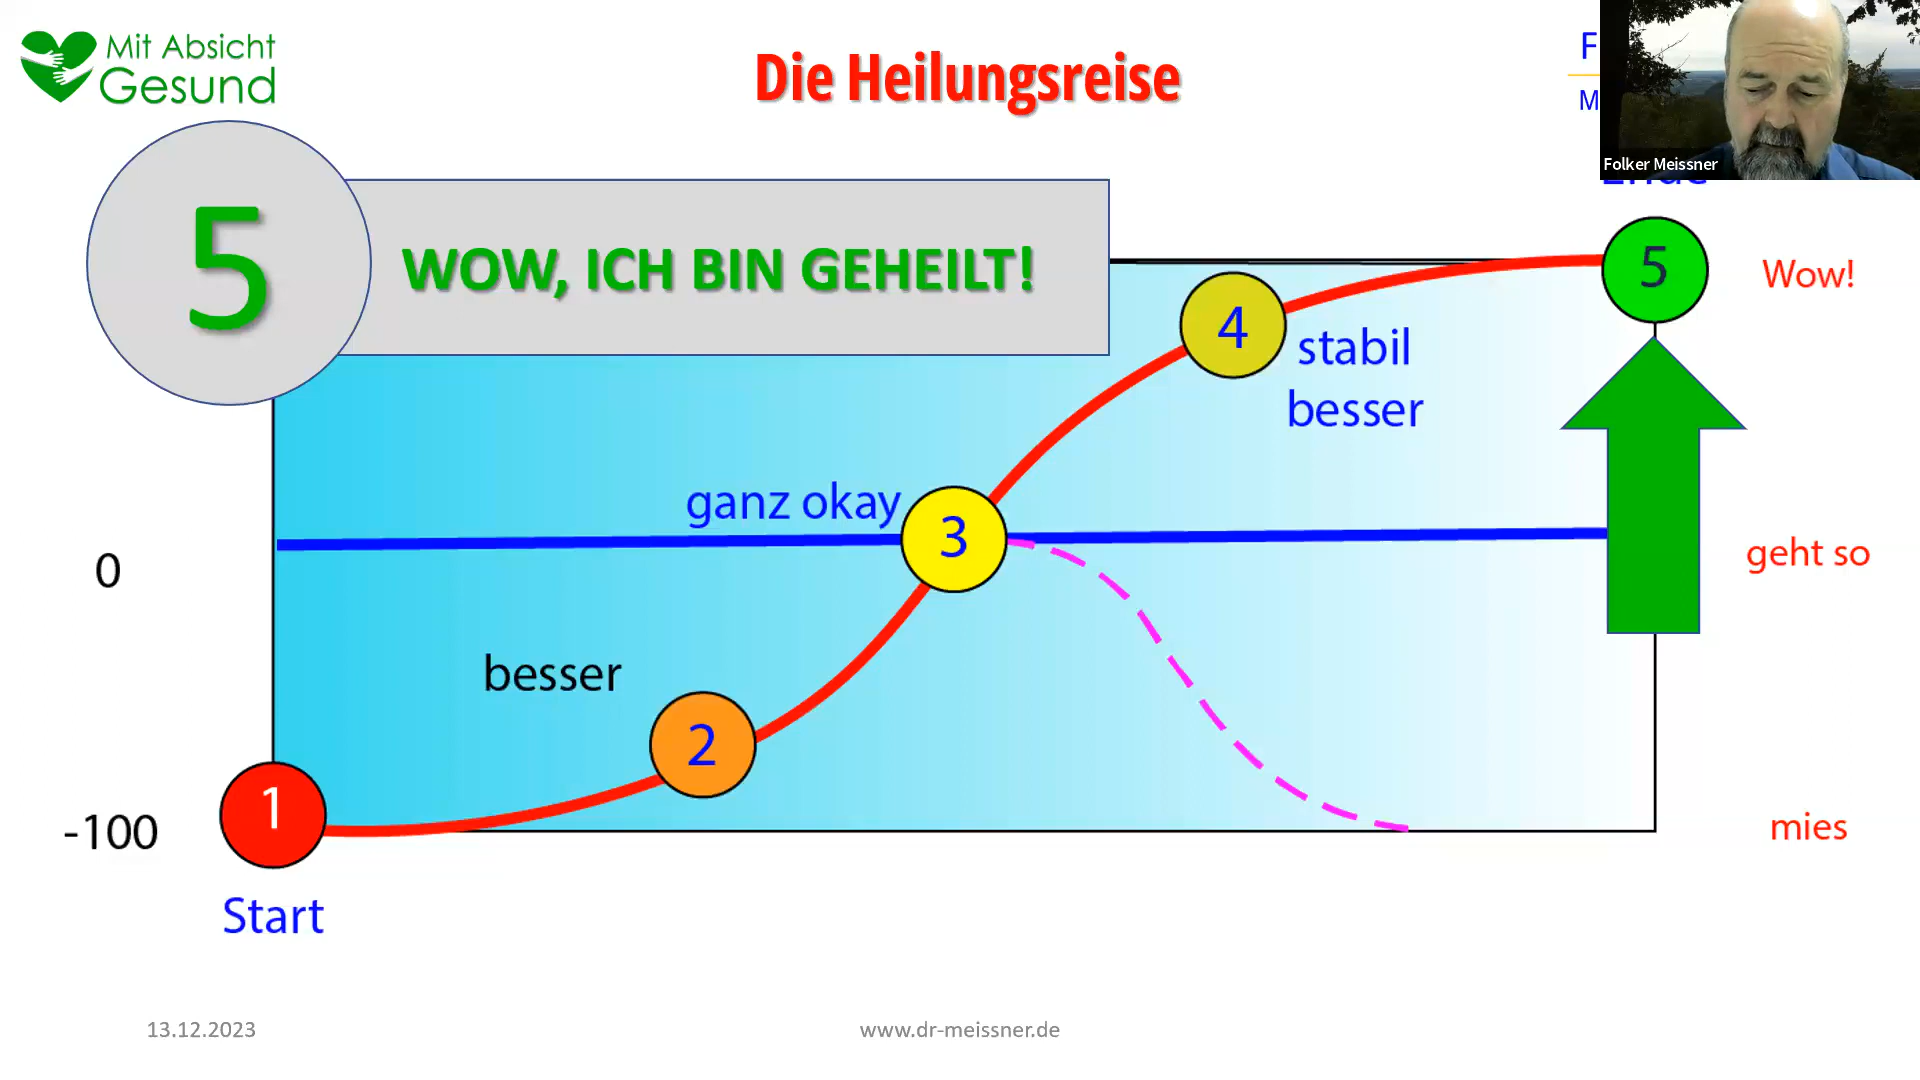 Mit Absicht
Gesund
Die Heilungsreise
F
M
Folker Meissner
5
WOW, ICH BIN GEHEILT!
5
Wow!
4
stabil
besser
ganz okay
3
0
geht so
besser
2
1
-100
mies
Start
13.12.2023
www.dr-meissner.de